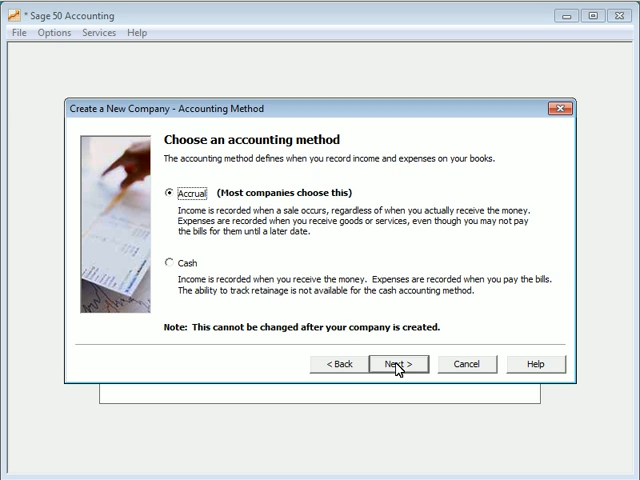 * Sage 50 Accounting
File Options Services Help
Create a New Company - Accounting Method
Choose an accounting method
The accounting method defines when you record income and expenses on your books.
Accrual (Most companies choose this)
Income is recorded when a sale occurs, regardless of when you actually receive the money.
Expenses are recorded when you receive goods or services, even though you may not pay
the bills for them until a later date.
Cash
Income is recorded when you receive the money. Expenses are recorded when you pay the bills.
The ability to track retainage is not available for the cash accounting method.
Note: This cannot be changed after your company is created.
< Back Next > Cancel Help